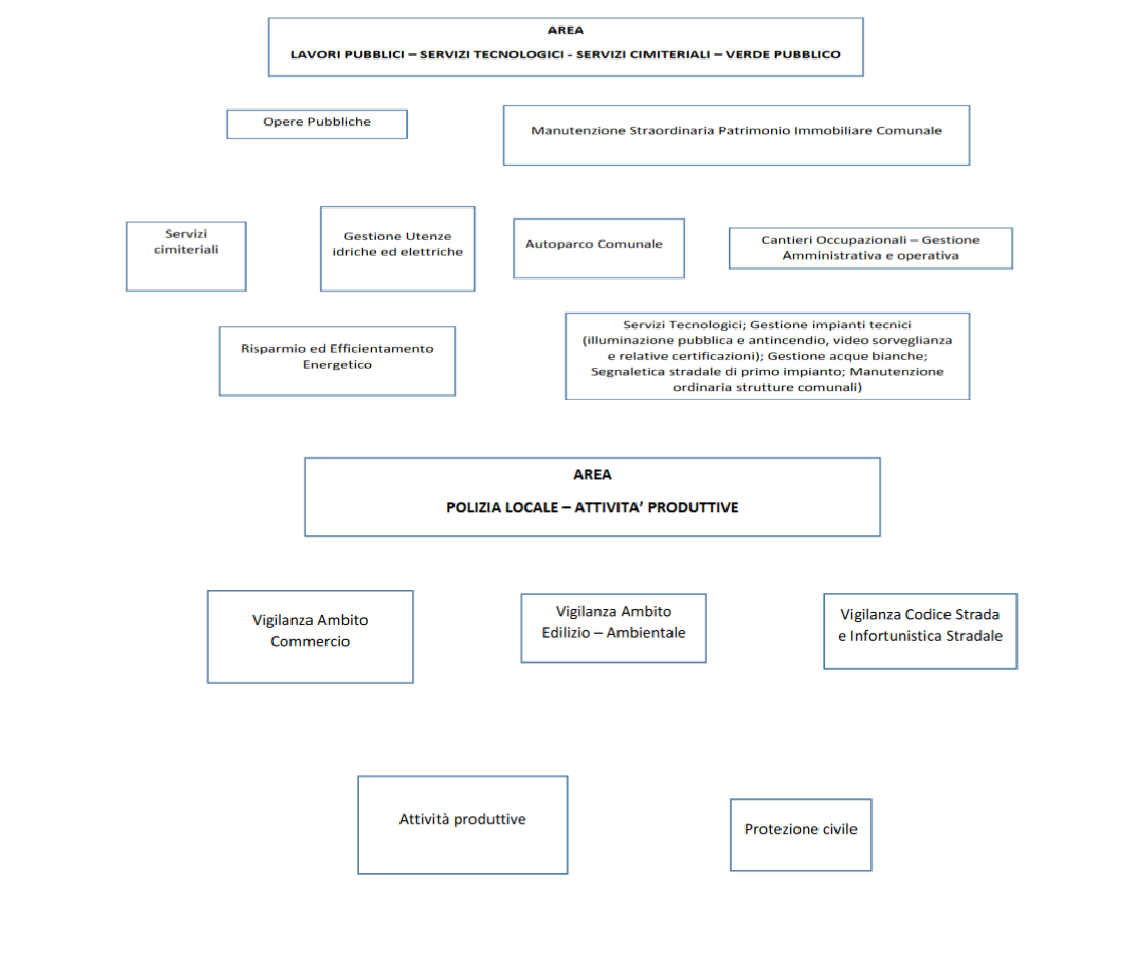 AREA
LAVORI PUBBLICI – SERVIZI TECNOLOGICI - SERVIZI CIMITERIALI – VERDE PUBBLICO
Opere Pubbliche
Manutenzione Straordinaria Patrimonio Immobiliare Comunale
Servizi
cimiteriali
Gestione Utenze
idriche ed elettriche
Autoparco Comunale
Cantieri Occupazionali – Gestione
Amministrativa e operativa
Risparmio ed Efficientamento
Energetico
Servizi Tecnologici; Gestione impianti tecnici
(illuminazione pubblica e antincendio, video sorveglianza
e relative certificazioni); Gestione acque bianche;
Segnaletica stradale di primo impianto; Manutenzione
ordinaria strutture comunali)
AREA
POLIZIA LOCALE – ATTIVITA’ PRODUTTIVE
Vigilanza Ambito
Commercio
Vigilanza Ambito
Edilizio – Ambientale
Vigilanza Codice Strada
e Infortunistica Stradale
Attività produttive
Protezione civile